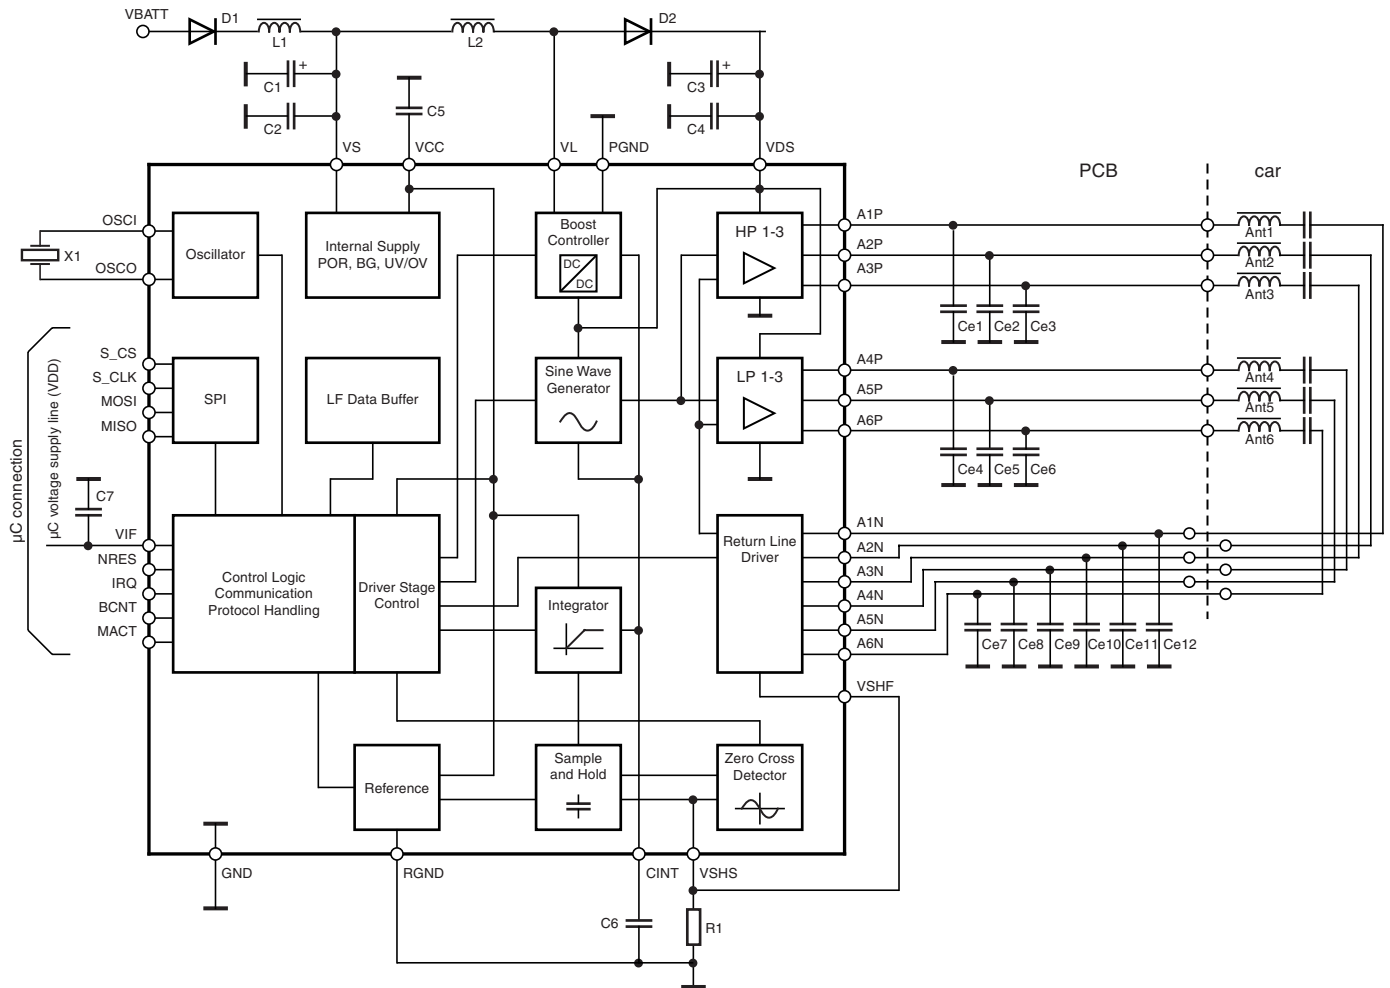 VBATT
D1
L1
L2
D2
C1
+
C2
C5
C3
+
C4
VS
VCC
VL
PGND
VDS
PCB
car
OSCI
X1
OSCO
Oscillator
Internal Supply
POR, BG, UV/OV
Boost
Controller
DC
DC
HP 1-3
A1P
A2P
A3P
Ant1
Ant2
Ant3
Ce1
Ce2
Ce3
µC connection
µC voltage supply line (VDD)
S_CS
S_CLK
MOSI
MISO
SPI
LF Data Buffer
Sine Wave
Generator
LP 1-3
A4P
A5P
A6P
Ant4
Ant5
Ant6
Ce4
Ce5
Ce6
C7
VIF
NRES
IRQ
BCNT
MACT
Control Logic
Communication
Protocol Handling
Driver Stage
Control
Integrator
Return Line
Driver
A1N
A2N
A3N
A4N
A5N
A6N
VSHF
Ce7
Ce8
Ce9
Ce10
Ce11
Ce12
Reference
Sample
and Hold
Zero Cross
Detector
GND
RGND
CINT
VSHS
C6
R1